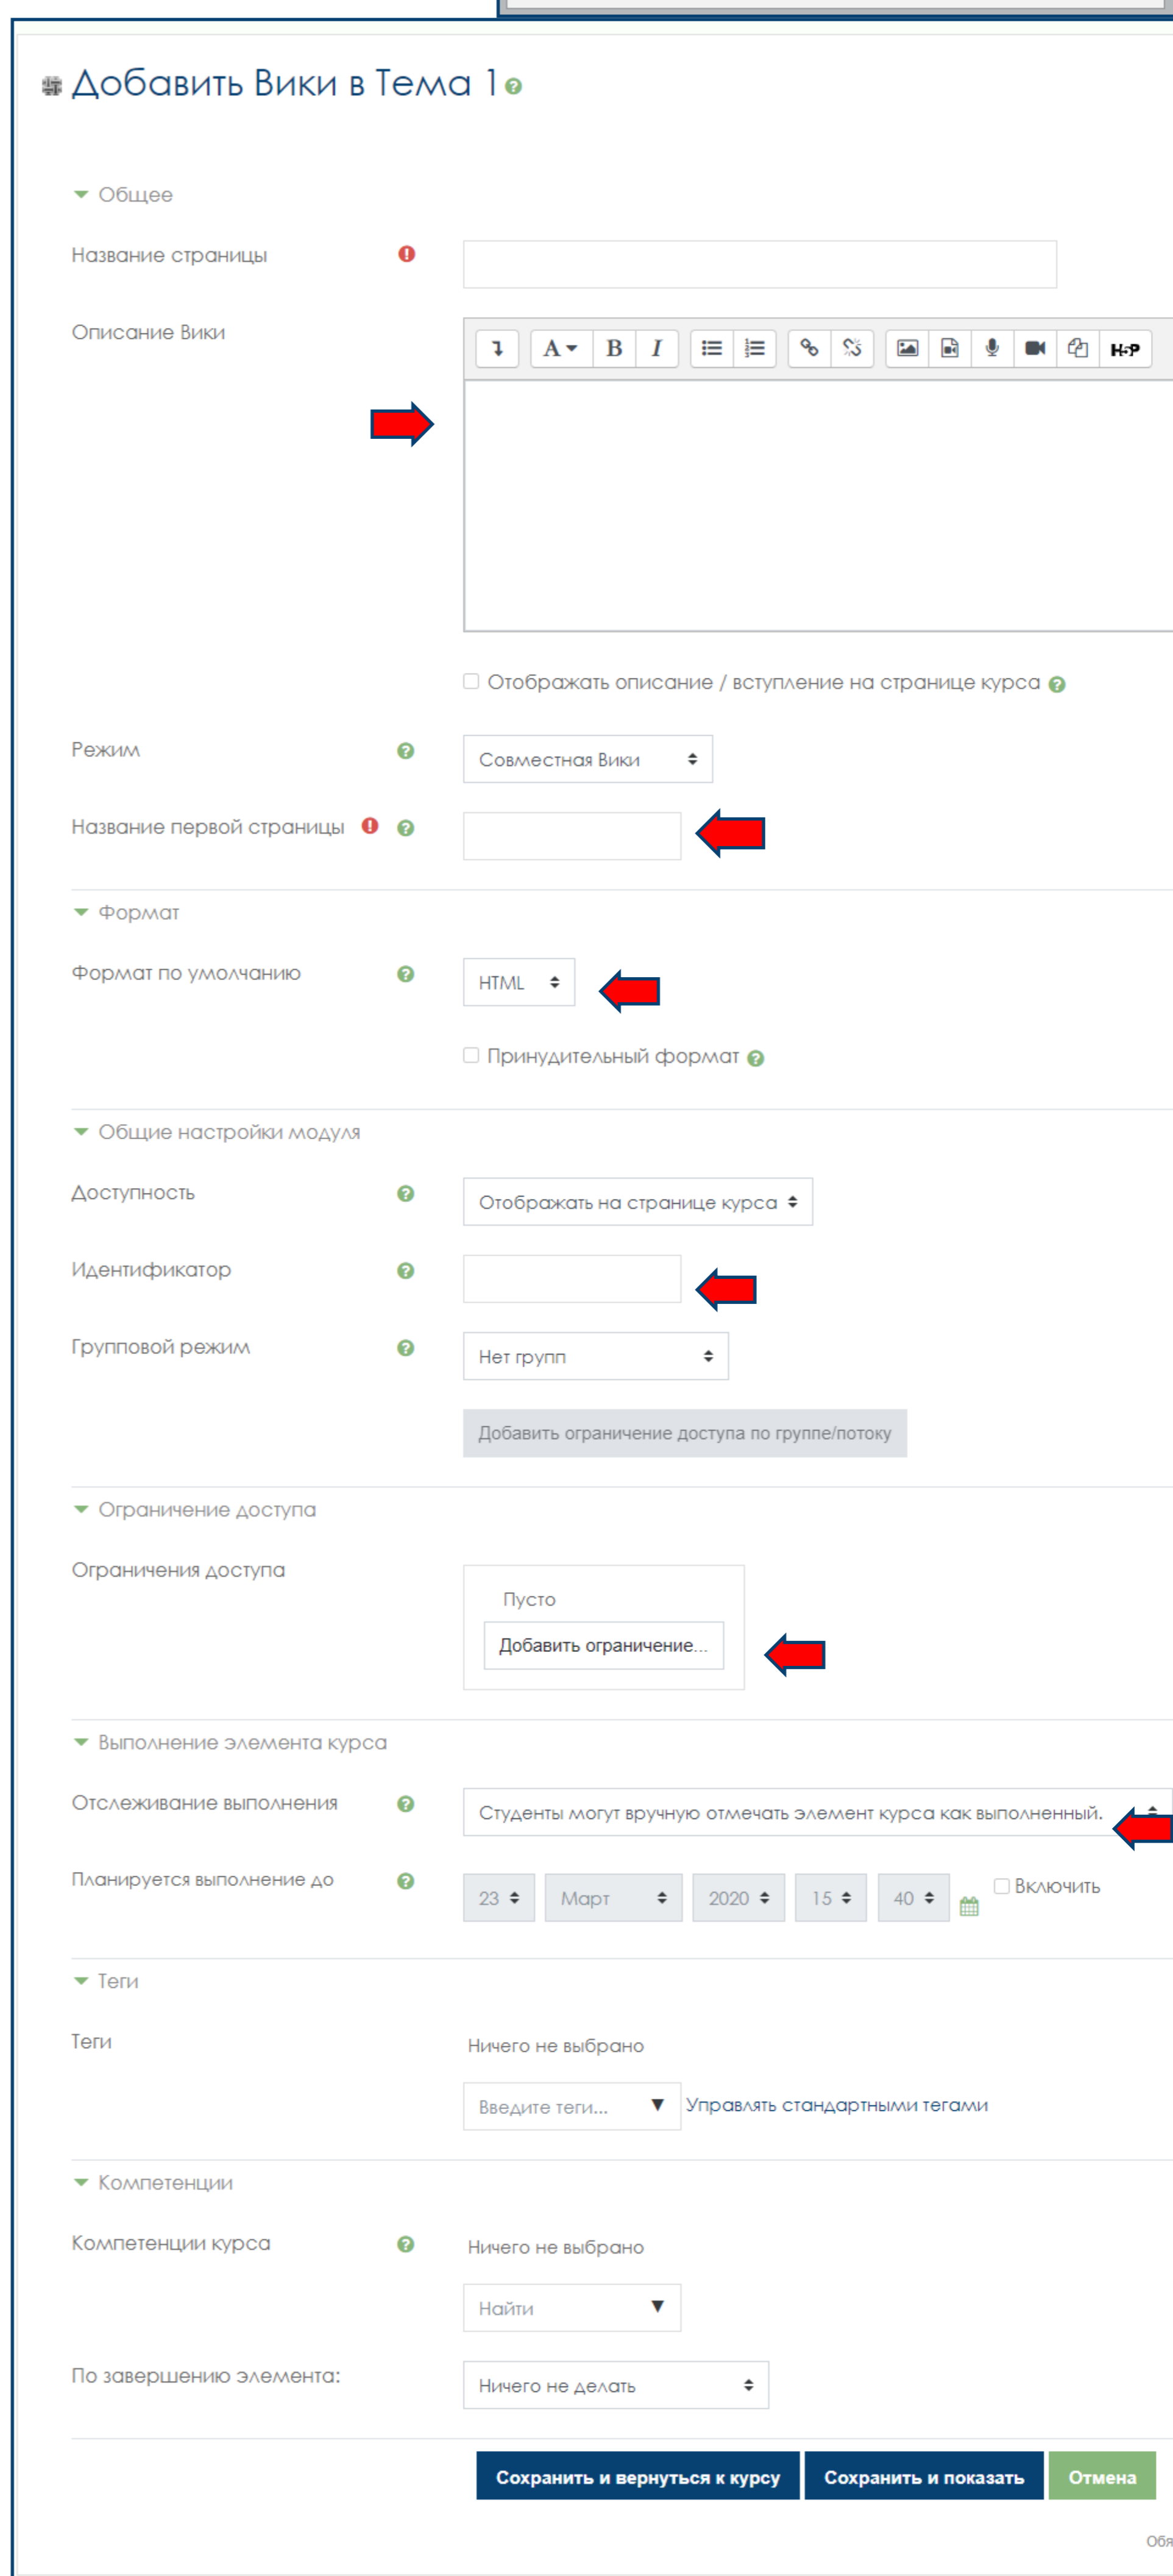 Добавить Вики в Тема 1
Общее
Название страницы
Описание Вики
A B I H-P
Отображать описание / вступление на странице курса
Режим
Совместная Вики
Название первой страницы
Формат
Формат по умолчанию
HTML
Принудительный формат
Общие настройки модуля
Доступность
Отображать на странице курса
Идентификатор
Групповой режим
Нет групп
Добавить ограничение доступа по группе/потоку
Ограничение доступа
Ограничения доступа
Пусто
Добавить ограничение...
Выполнение элемента курса
Отслеживание выполнения
Студенты могут вручную отмечать элемент курса как выполненный.
Планируется выполнение до
23 Март 2020 15 40 Включить
Теги
Теги
Ничего не выбрано
Введите теги... Управлять стандартными тегами
Компетенции
Компетенции курса
Ничего не выбрано
Найти
По завершению элемента:
Ничего не делать
Сохранить и вернуться к курсу Сохранить и показать Отмена